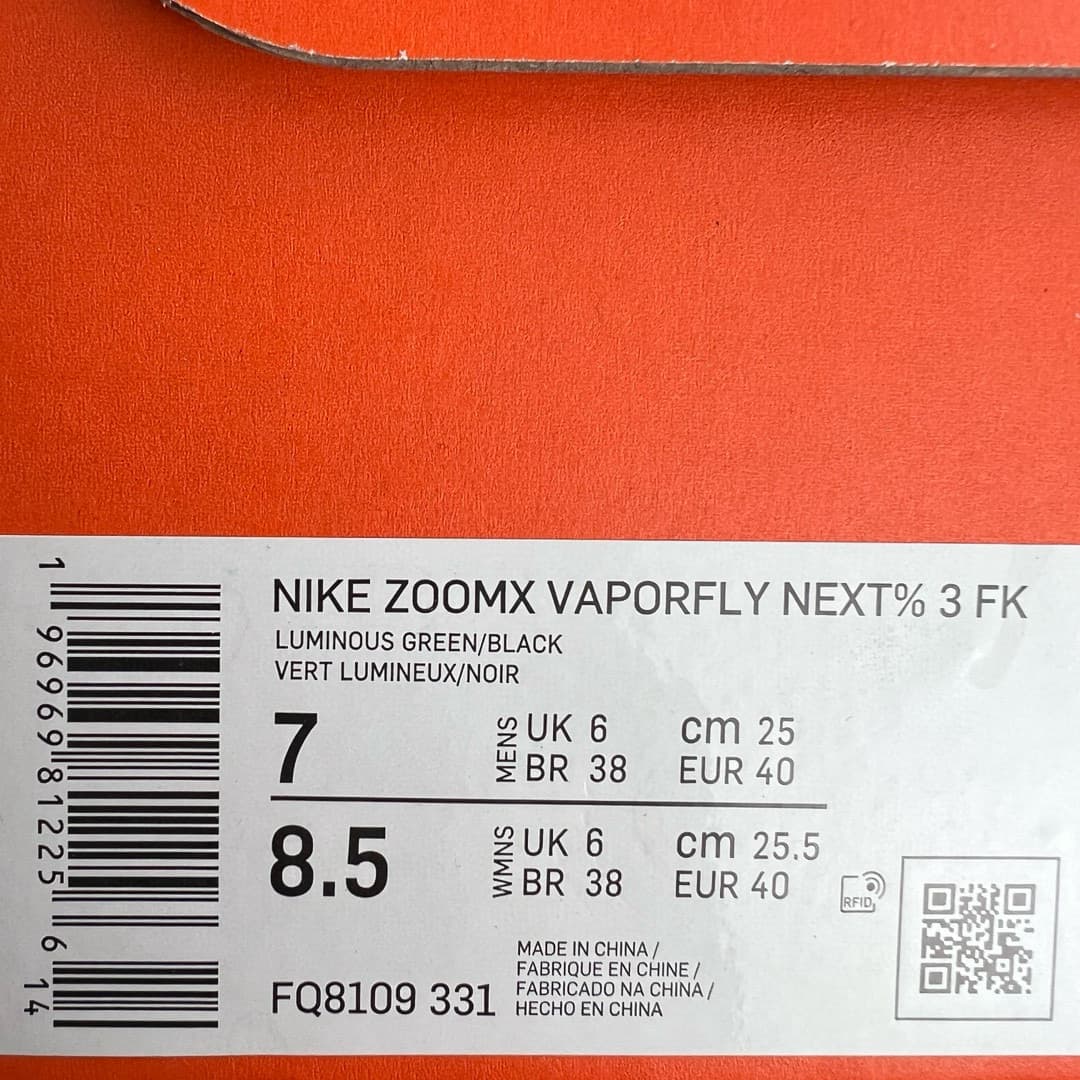 NIKE ZOOMX VAPORFLY NEXT% 3 FK
LUMINOUS GREEN/BLACK
VERT LUMINEUX/NOIR
7 MENS UK 6 cm 25
BR 38 EUR 40
8.5 WMNS UK 6 cm 25.5
BR 38 EUR 40
RFID
FQ8109 331
MADE IN CHINA /
FABRIQUE EN CHINE /
FABRICADO NA CHINA /
HECHO EN CHINA
1 96969 81225 6 14